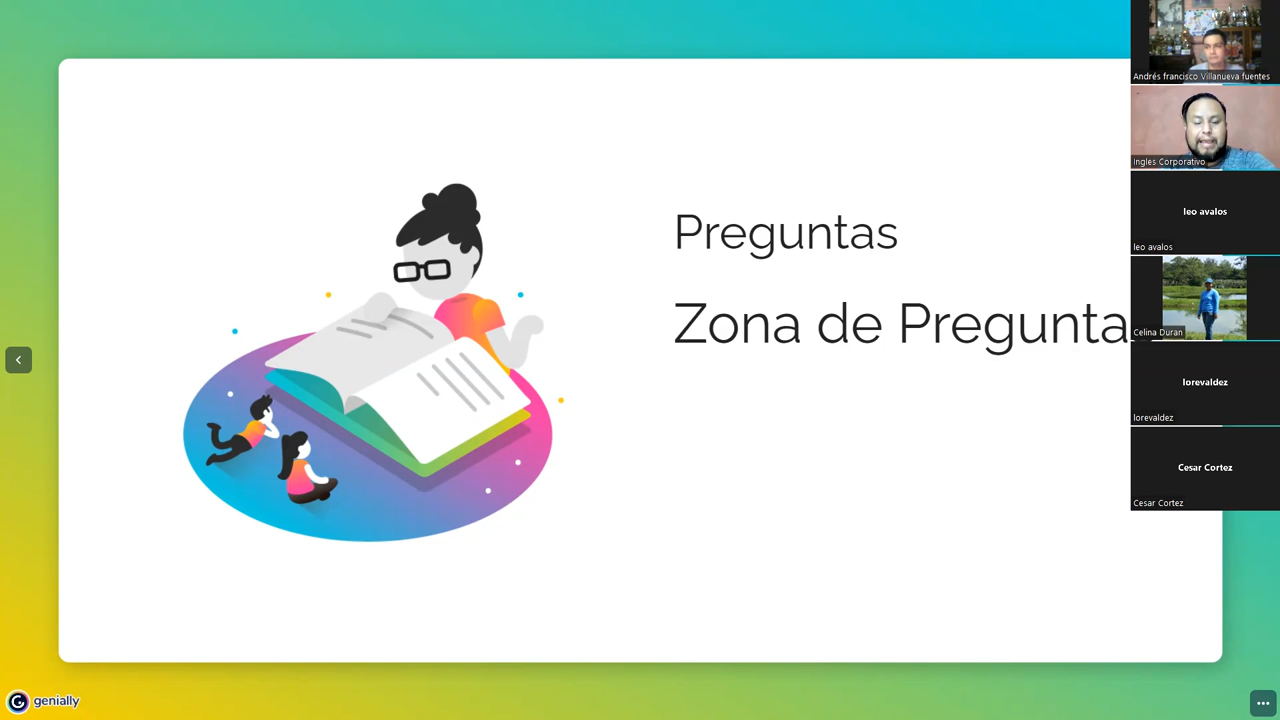 Preguntas
Zona de Pregunta
genially
Andrés francisco Villanueva fuentes
Ingles Corporativo
leo avalos
leo avalos
Celina Duran
lorevaldez
lorevaldez
Cesar Cortez
Cesar Cortez